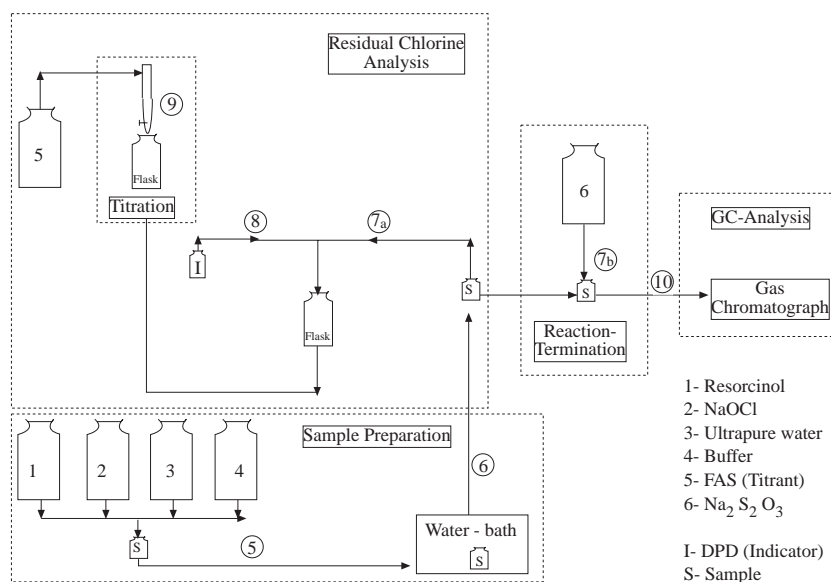 Residual Chlorine
Analysis
9
5
Flask
Titration
8
7a
I
S
Flask
6
7b
S
10
Reaction-
Termination
GC-Analysis
Gas
Chromatograph
Sample Preparation
1
2
3
4
S
5
6
Water - bath
S
1- Resorcinol
2- NaOCl
3- Ultrapure water
4- Buffer
5- FAS (Titrant)
6- Na2 S2 O3
I- DPD (Indicator)
S- Sample